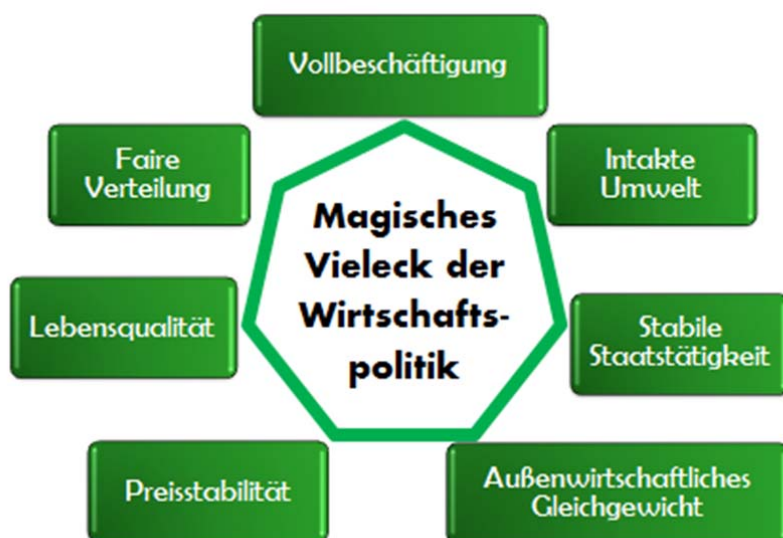 Vollbeschäftigung
Faire
Verteilung
Intakte
Umwelt
Magisches
Vieleck der
Wirtschafts-
politik
Lebensqualität
Stabile
Staatstätigkeit
Preisstabilität
Außenwirtschaftliches
Gleichgewicht